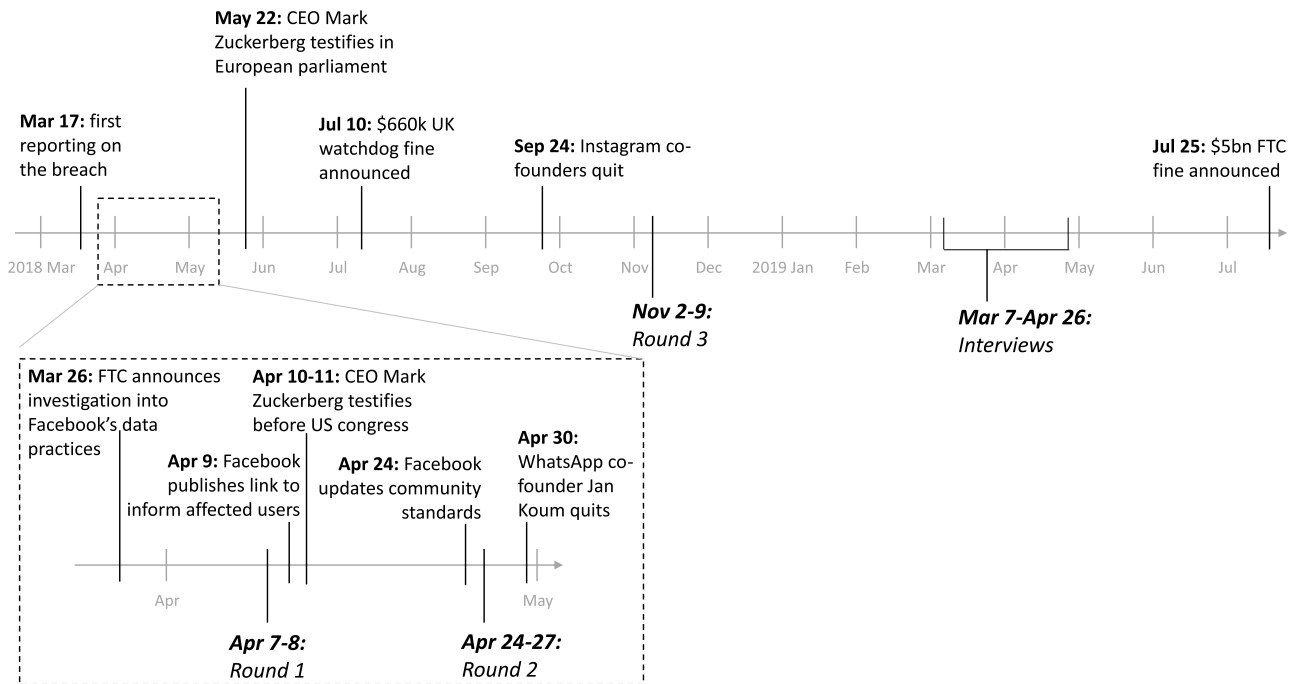 May 22: CEO Mark
Zuckerberg testifies in
European parliament
Mar 17: first
reporting on
the breach
Jul 10: $660k UK
watchdog fine
announced
Sep 24: Instagram co-
founders quit
Jul 25: $5bn FTC
fine announced
2018 Mar
Apr
May
Jun
Jul
Aug
Sep
Oct
Nov
Dec
2019 Jan
Feb
Mar
Apr
May
Jun
Jul
Nov 2-9:
Round 3
Mar 7-Apr 26:
Interviews
Mar 26: FTC announces
investigation into
Facebook's data
practices
Apr 10-11: CEO Mark
Zuckerberg testifies
before US congress
Apr 9: Facebook
publishes link to
inform affected users
Apr 24: Facebook
updates community
standards
Apr 30:
WhatsApp co-
founder Jan
Koum quits
Apr
May
Apr 7-8:
Round 1
Apr 24-27:
Round 2